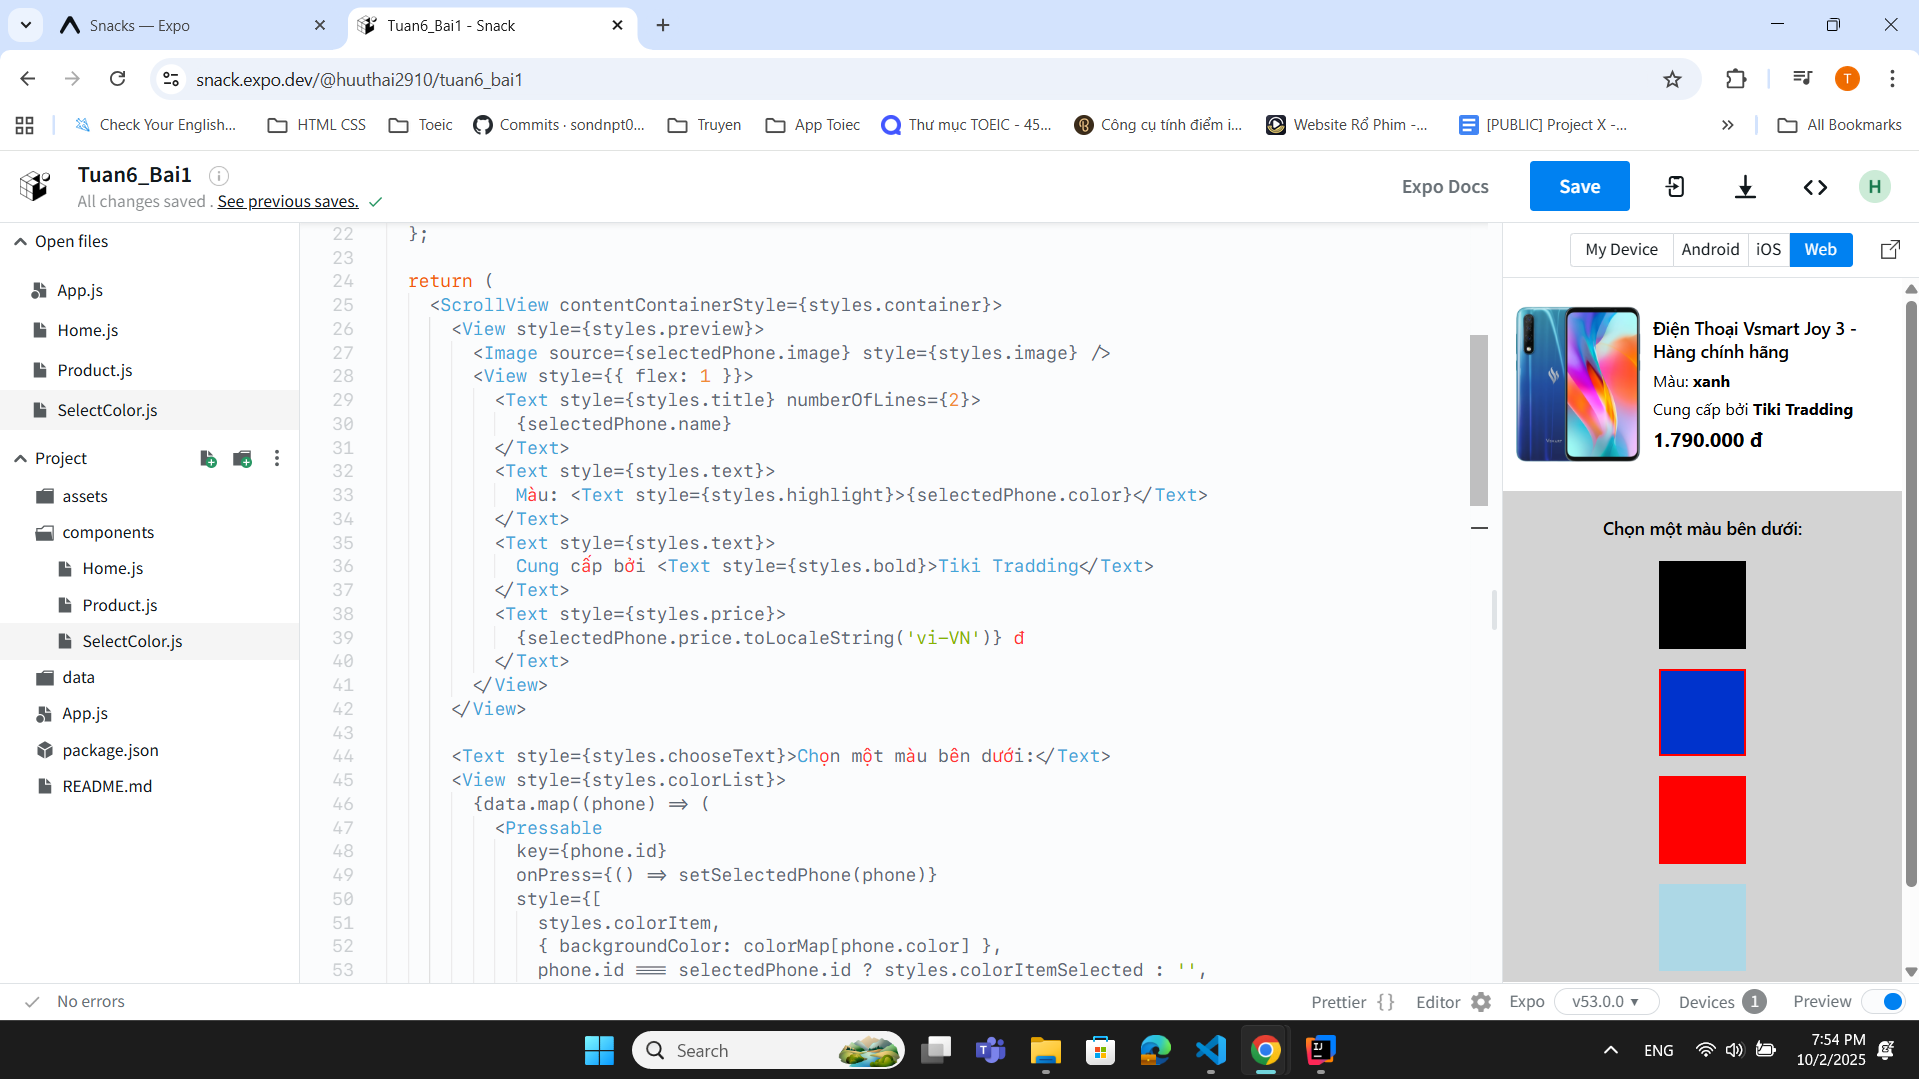 Snacks — Expo
Tuan6_Bai1 - Snack
snack.expo.dev/@huuthai2910/tuan6_bai1
T
Check Your English...
HTML CSS
Toeic
Commits · sondnpt0...
Truyen
App Toiec
Thư mục TOEIC - 45...
Công cụ tính điểm i...
Website Rổ Phim -...
[PUBLIC] Project X -...
All Bookmarks
Tuan6_Bai1
All changes saved . See previous saves.
Expo Docs
Save
H
Open files
App.js
Home.js
Product.js
SelectColor.js
Project
assets
components
Home.js
Product.js
SelectColor.js
data
App.js
package.json
README.md
22 };
23
24 return (
25 <ScrollView contentContainerStyle={styles.container}>
26 <View style={styles.preview}>
27 <Image source={selectedPhone.image} style={styles.image} />
28 <View style={{ flex: 1 }}>
29 <Text style={styles.title} numberOfLines={2}>
30 {selectedPhone.name}
31 </Text>
32 <Text style={styles.text}>
33 Màu: <Text style={styles.highlight}>{selectedPhone.color}</Text>
34 </Text>
35 <Text style={styles.text}>
36 Cung cấp bởi <Text style={styles.bold}>Tiki Tradding</Text>
37 </Text>
38 <Text style={styles.price}>
39 {selectedPhone.price.toLocaleString('vi-VN')} đ
40 </Text>
41 </View>
42 </View>
43
44 <Text style={styles.chooseText}>Chọn một màu bên dưới:</Text>
45 <View style={styles.colorList}>
46 {data.map((phone) => (
47 <Pressable
48 key={phone.id}
49 onPress={() => setSelectedPhone(phone)}
50 style={[
51 styles.colorItem,
52 { backgroundColor: colorMap[phone.color] },
53 phone.id === selectedPhone.id ? styles.colorItemSelected : '',
My Device
Android
iOS
Web
Điện Thoại Vsmart Joy 3 -
Hàng chính hãng
Màu: xanh
Cung cấp bởi Tiki Tradding
1.790.000 đ
Chọn một màu bên dưới:
No errors
Prettier { }
Editor
Expo
v53.0.0
Devices 1
Preview
Search
ENG
7:54 PM
10/2/2025